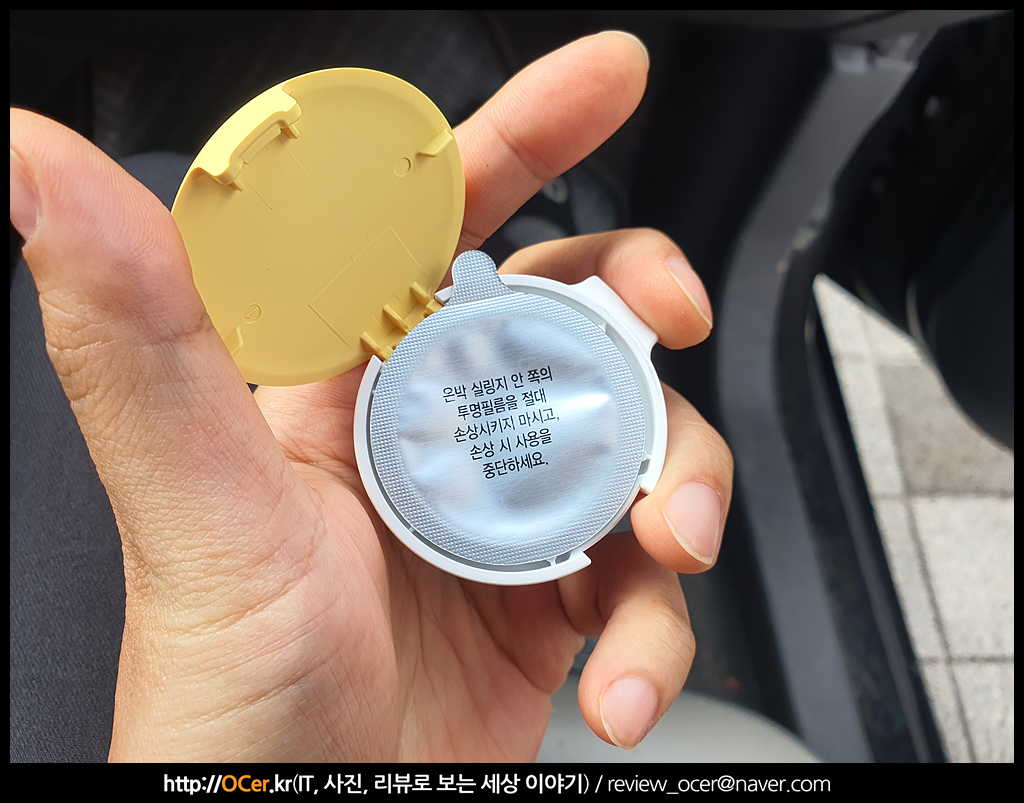 은박 실링지 안 쪽의
투명필름을 절대
손상시키지 마시고,
손상 시 사용을
중단하세요.
http://OCer.kr(IT, 사진, 리뷰로 보는 세상 이야기) / review_ocer@naver.com